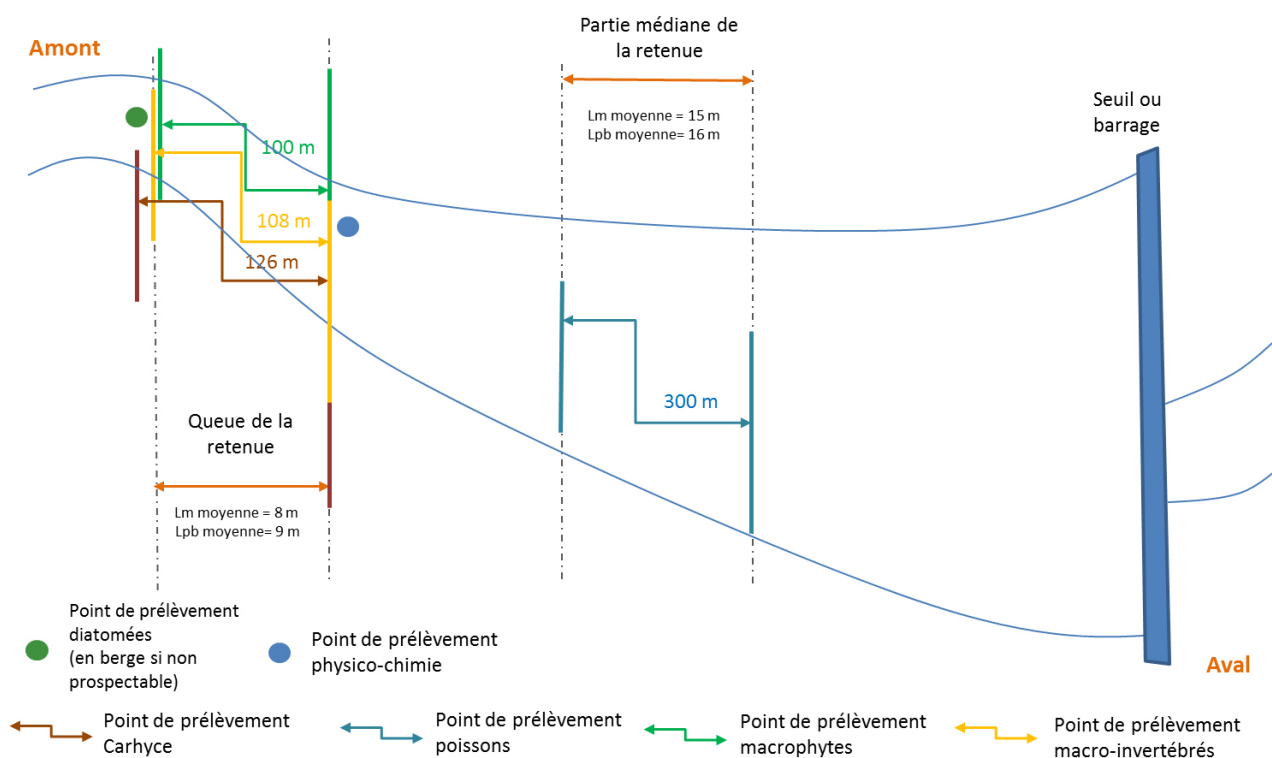 Amont
Partie médiane de
la retenue
Lm moyenne = 15 m
Lpb moyenne = 16 m
Seuil ou
barrage
100 m
108 m
126 m
300 m
Queue de la
retenue
Lm moyenne = 8 m
Lpb moyenne= 9 m
Aval
Point de prélèvement
diatomées
(en berge si non
prospectable)
Point de prélèvement
physico-chimie
Point de prélèvement
Carhyce
Point de prélèvement
poissons
Point de prélèvement
macrophytes
Point de prélèvement
macro-invertébrés